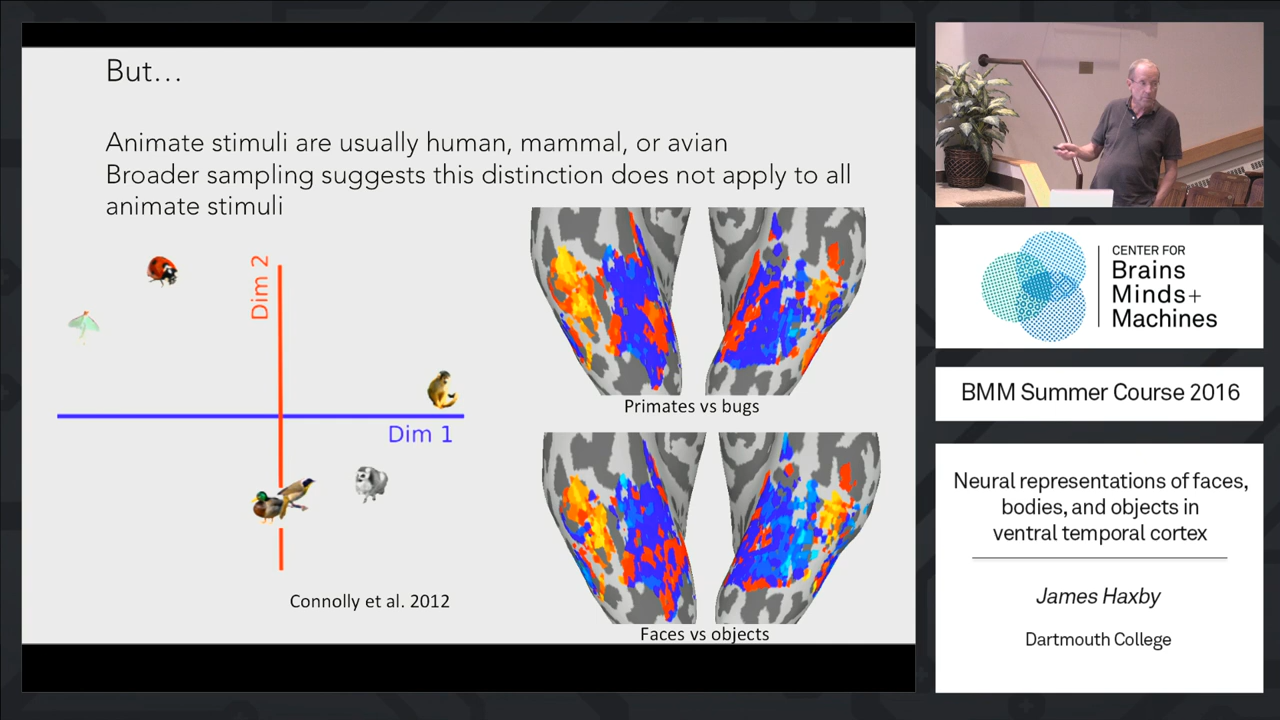 But…
Animate stimuli are usually human, mammal, or avian
Broader sampling suggests this distinction does not apply to all
animate stimuli
Dim 2
Dim 1
Connolly et al. 2012
Primates vs bugs
Faces vs objects
CENTER FOR
Brains
Minds+
Machines
BMM Summer Course 2016
Neural representations of faces,
bodies, and objects in
ventral temporal cortex
James Haxby
Dartmouth College